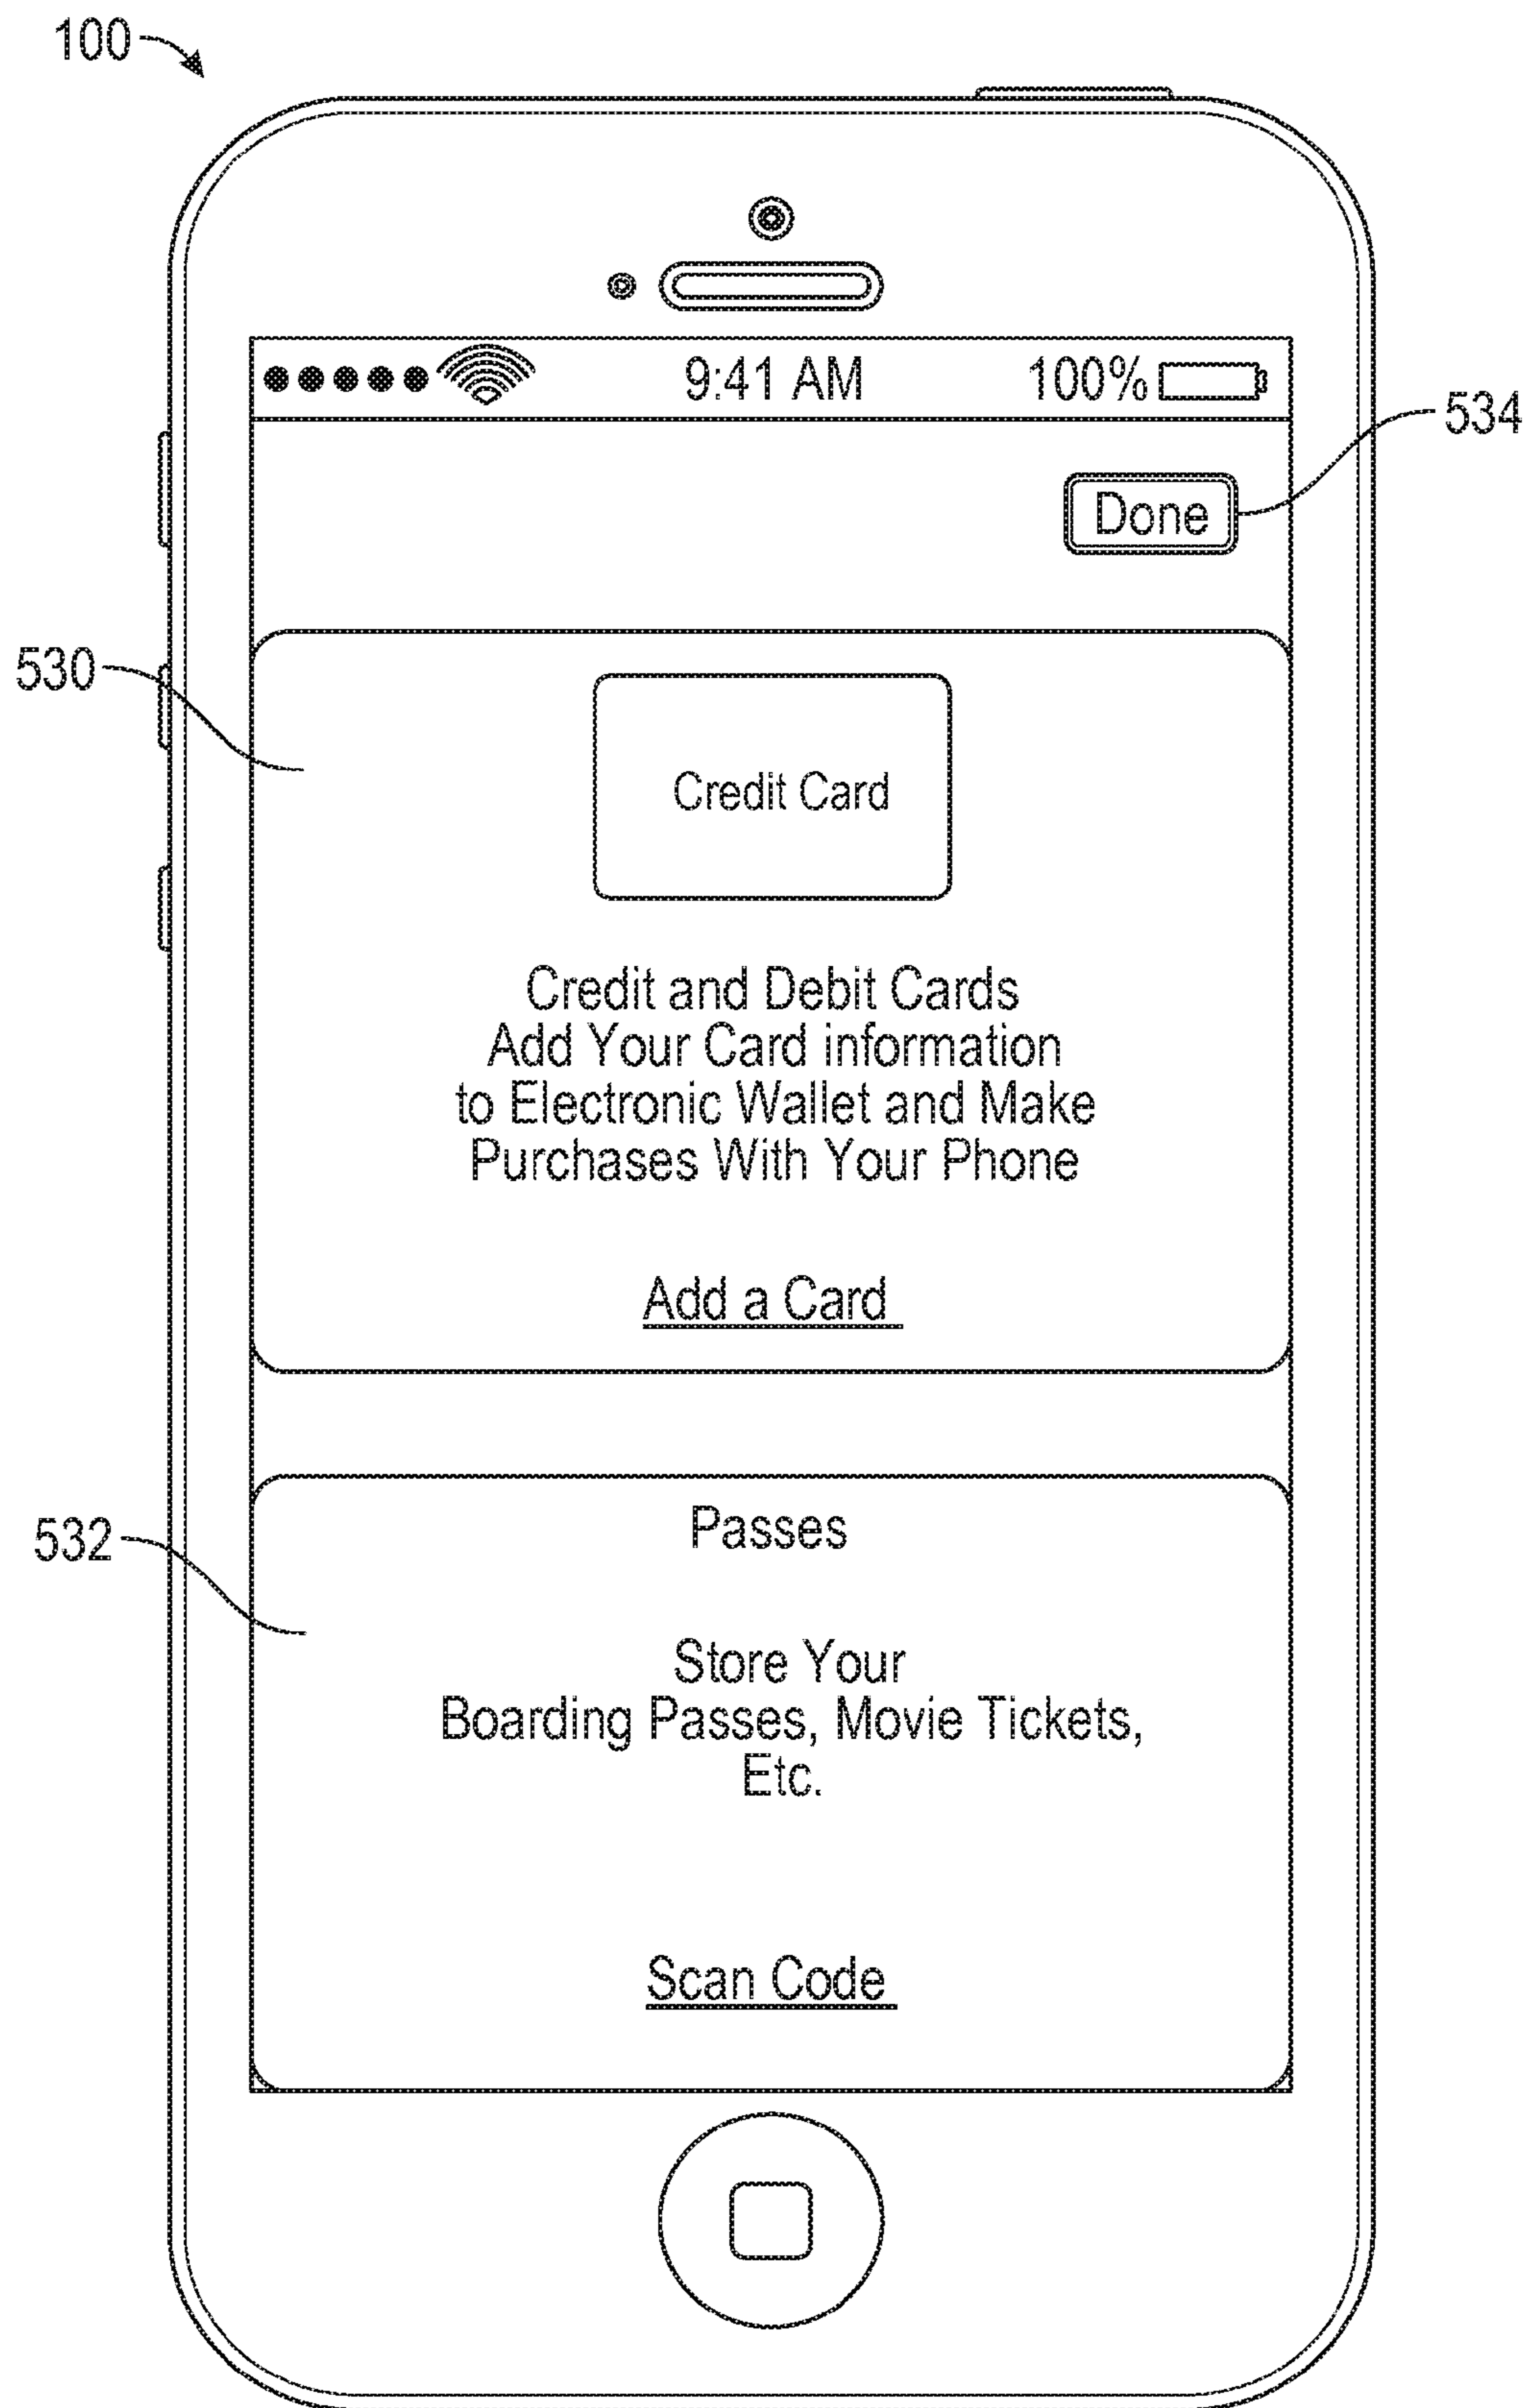 100
9:41 AM 100%
534
Done
530
Credit Card
Credit and Debit Cards
Add Your Card information
to Electronic Wallet and Make
Purchases With Your Phone
Add a Card
532
Passes
Store Your
Boarding Passes, Movie Tickets,
Etc.
Scan Code